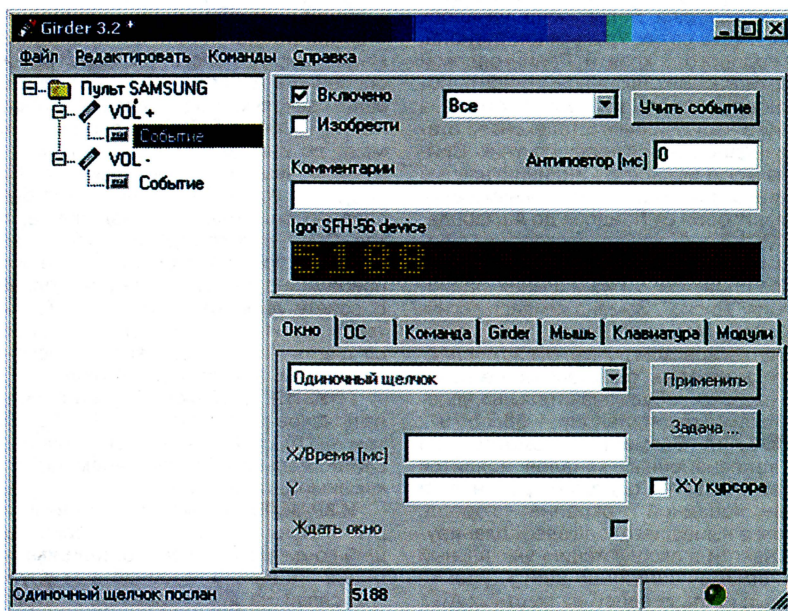 Girder 3.2 *
Файл Редактировать Команды Справка
Пульт SAMSUNG
VOL +
Событие
VOL -
Событие
Включено
Изобрести
Все
Учить событие
Антиповтор [мс] 0
Комментарии
Igor SFH-56 device
5188
Окно ОС Команда Girder Мышь Клавиатура Модули
Одиночный щелчок
Применить
Задача ...
X/Время [мс]
Y
X:Y курсора
Ждать окно
Одиночный щелчок послан 5188